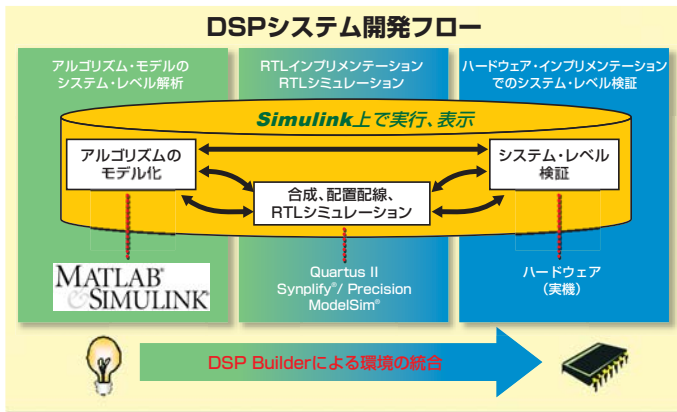 DSPシステム開発フロー
アルゴリズム・モデルの
システム・レベル解析
RTLインプリメンテーション
RTLシミュレーション
ハードウェア・インプリメンテーション
でのシステム・レベル検証
Simulink上で実行、表示
アルゴリズムの
モデル化
合成、配置配線、
RTLシミュレーション
システム・レベル
検証
MATLAB®
&SIMULINK®
Quartus II
Synplify®/ Precision
ModelSim®
ハードウェア
(実機)
DSP Builderによる環境の統合